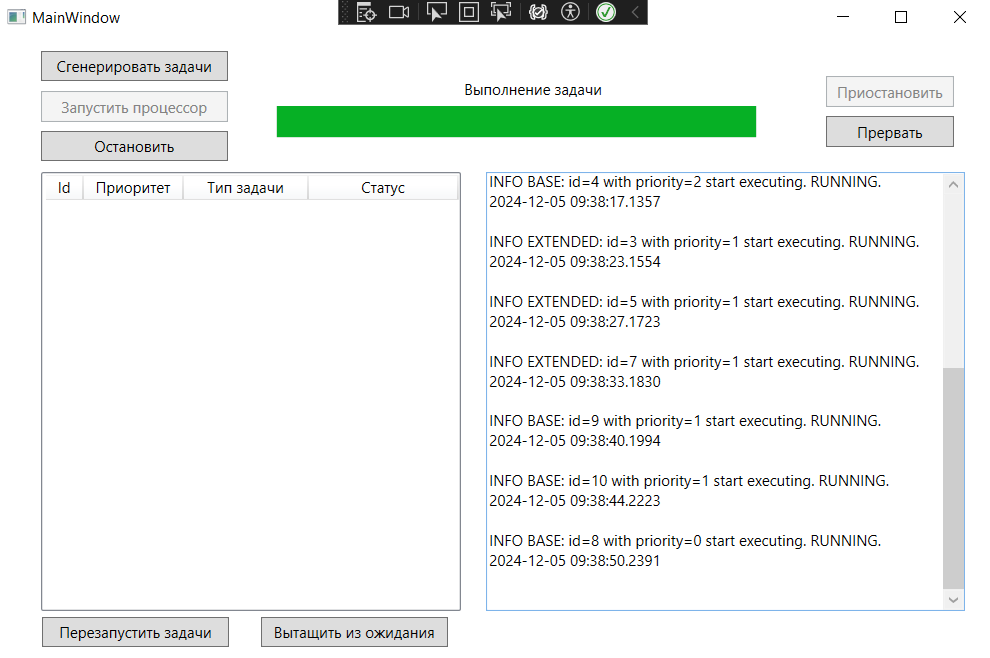 MainWindow
Сгенерировать задачи
Запустить процессор
Остановить
Выполнение задачи
Приостановить
Прервать
Id Приоритет Тип задачи Статус
INFO BASE: id=4 with priority=2 start executing. RUNNING.
2024-12-05 09:38:17.1357
INFO EXTENDED: id=3 with priority=1 start executing. RUNNING.
2024-12-05 09:38:23.1554
INFO EXTENDED: id=5 with priority=1 start executing. RUNNING.
2024-12-05 09:38:27.1723
INFO EXTENDED: id=7 with priority=1 start executing. RUNNING.
2024-12-05 09:38:33.1830
INFO BASE: id=9 with priority=1 start executing. RUNNING.
2024-12-05 09:38:40.1994
INFO BASE: id=10 with priority=1 start executing. RUNNING.
2024-12-05 09:38:44.2223
INFO BASE: id=8 with priority=0 start executing. RUNNING.
2024-12-05 09:38:50.2391
Перезапустить задачи
Вытащить из ожидания